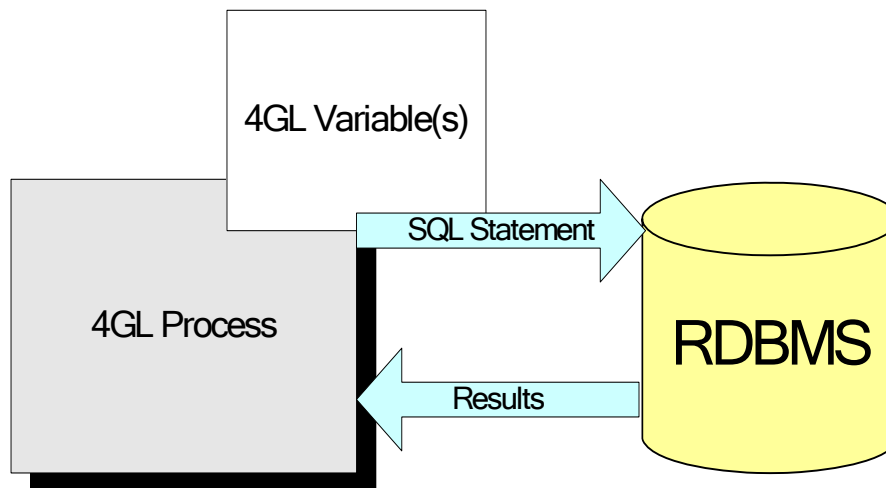 4GL Variable(s)
SQL Statement
4GL Process
RDBMS
Results